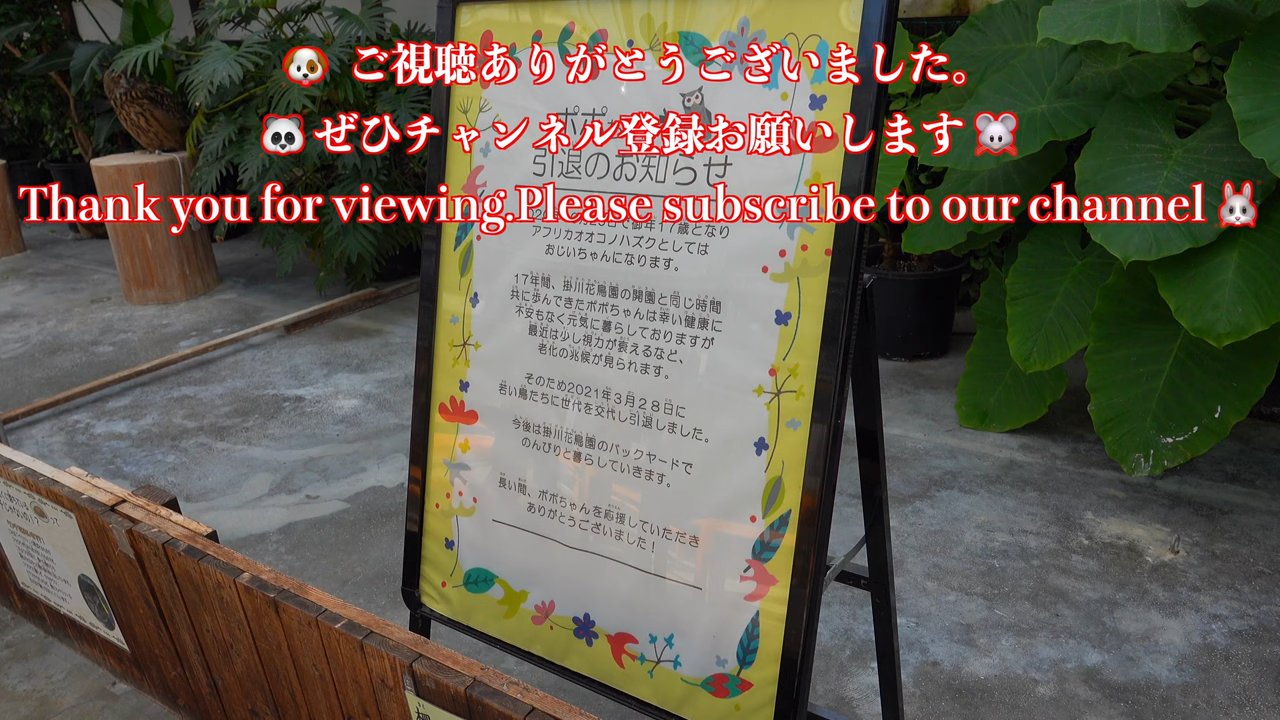 ご視聴ありがとうございました。
ぜひチャンネル登録お願いします
Thank you for viewing.Please subscribe to our channel
ポポ
引退のお知らせ
で御年17歳となり
アフリカオオコノハズクとしては
おじいちゃんになります。
17年間、掛川花鳥園の開園と同じ時間
共に歩んできたポポちゃんは幸い健康に
不安もなく元気に暮らしておりますが
最近は少し視力が衰えるなど、
老化の兆候が見られます。
そのため2021年3月28日に
若い鳥たちに世代を交代し引退しました。
今後は掛川花鳥園のバックヤードで
のんびりと暮らしていきます。
長い間、ポポちゃんを応援していただき
ありがとうございました！